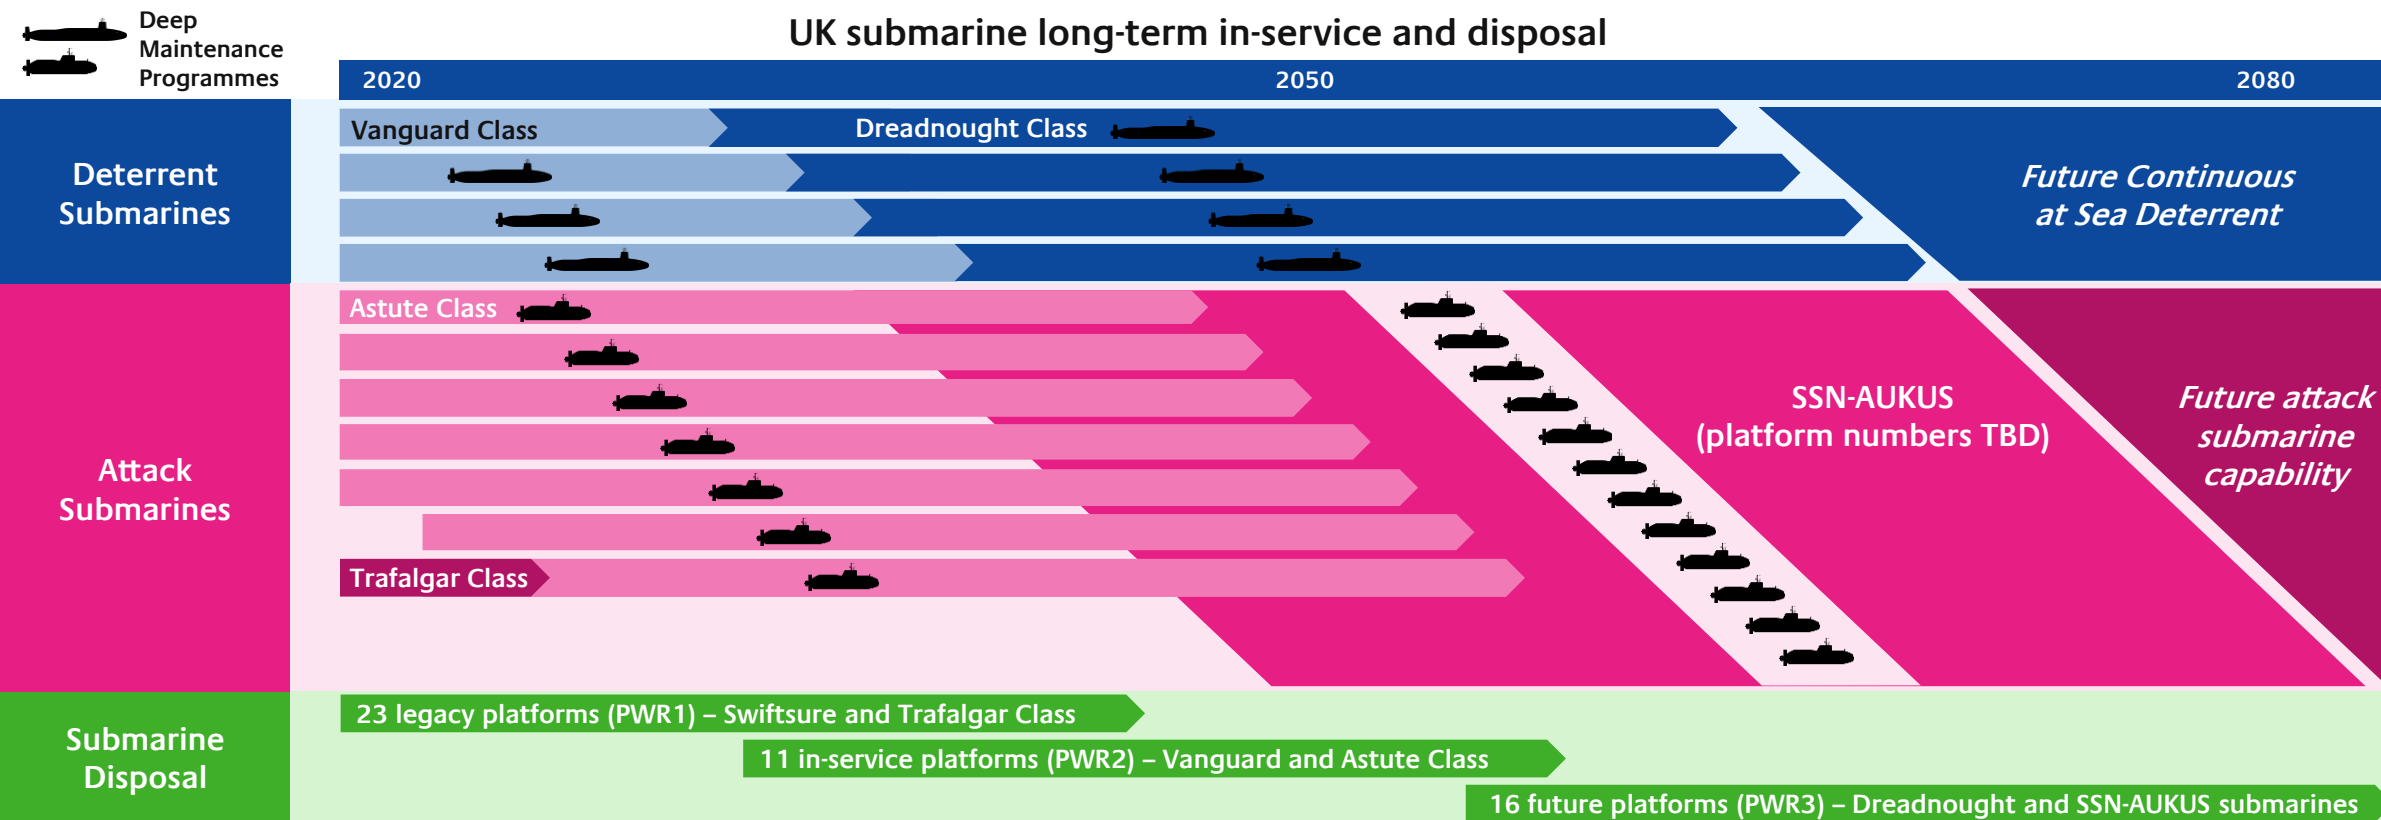 Deep
Maintenance
Programmes
UK submarine long-term in-service and disposal
2020 2050 2080
Deterrent
Submarines
Vanguard Class
Dreadnought Class
Future Continuous
at Sea Deterrent
Attack
Submarines
Astute Class
Trafalgar Class
SSN-AUKUS
(platform numbers TBD)
Future attack
submarine
capability
Submarine
Disposal
23 legacy platforms (PWR1) – Swiftsure and Trafalgar Class
11 in-service platforms (PWR2) – Vanguard and Astute Class
16 future platforms (PWR3) – Dreadnought and SSN-AUKUS submarines